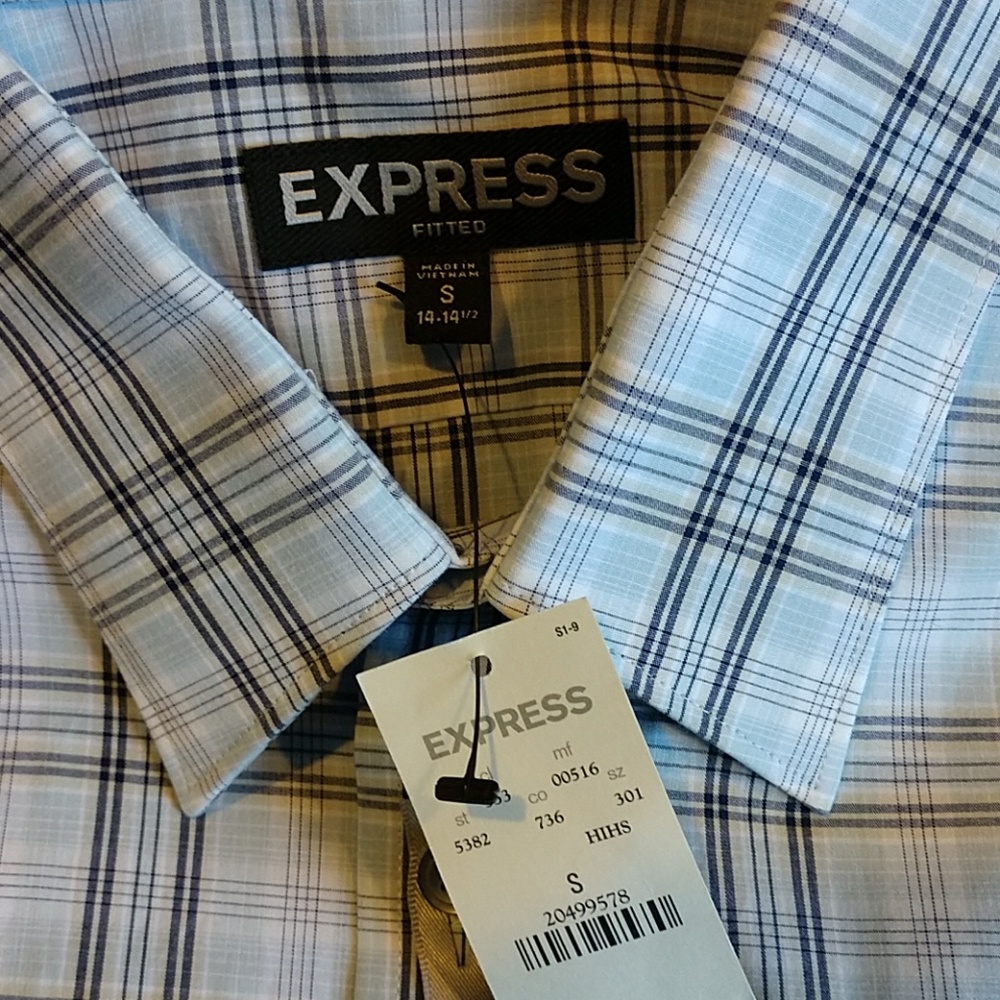 EXPRESS
FITTED
MADE IN
VIETNAM
S
14-14 1/2
S1-9
EXPRESS
cl mf
00516
st co sz
5382 736 301
HIHS
S
20499578